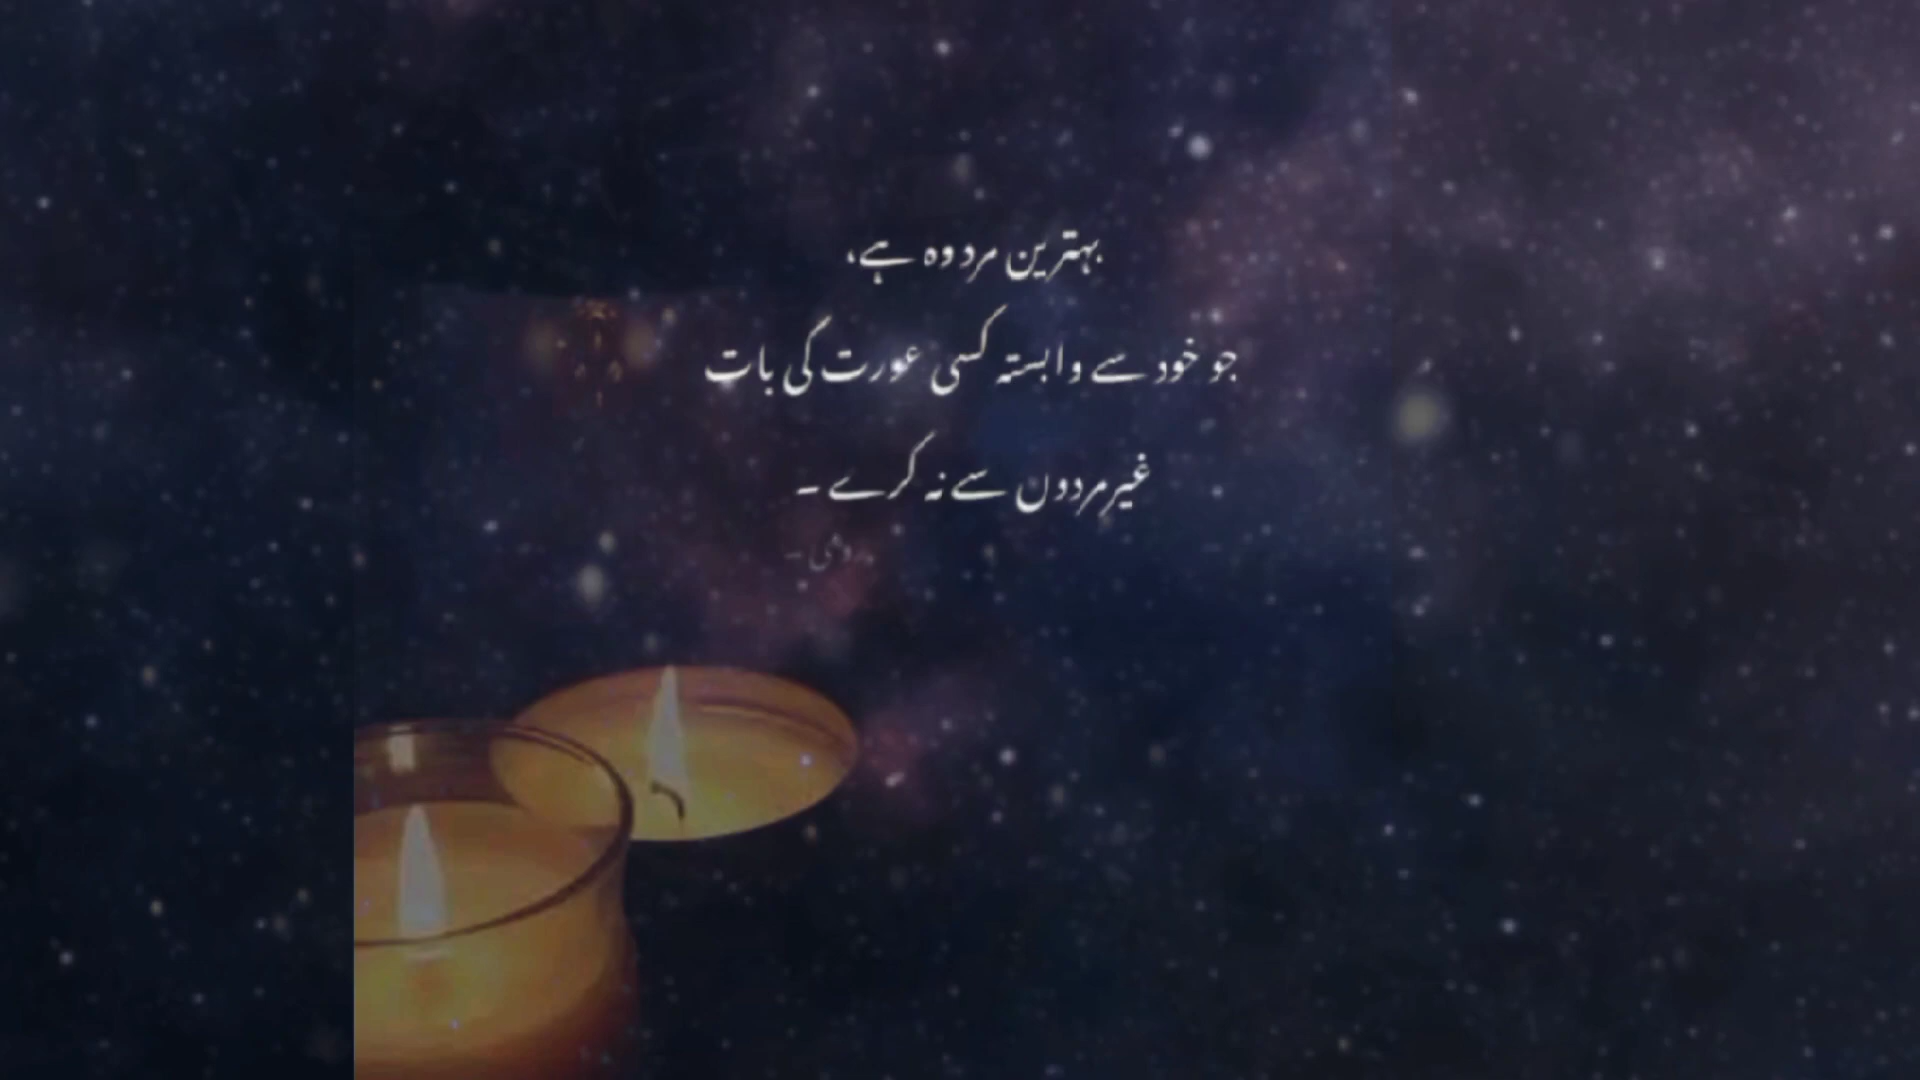 بہترین مرد وہ ہے،
جو خود سے وابستہ کسی عورت کی بات
غیر مردوں سے نہ کرے ۔